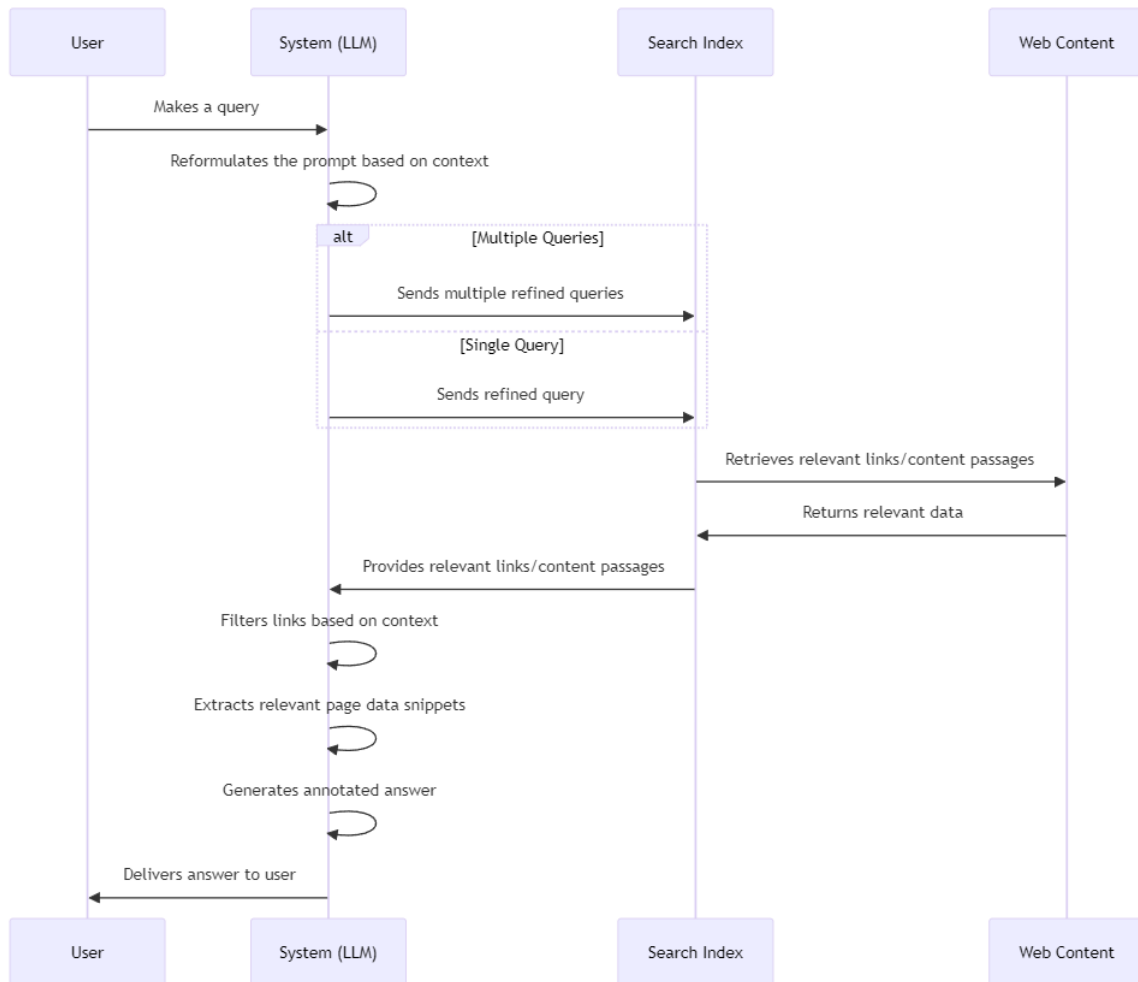 User System (LLM) Search Index Web Content
Makes a query
Reformulates the prompt based on context
alt [Multiple Queries]
Sends multiple refined queries
[Single Query]
Sends refined query
Retrieves relevant links/content passages
Returns relevant data
Provides relevant links/content passages
Filters links based on context
Extracts relevant page data snippets
Generates annotated answer
Delivers answer to user
User System (LLM) Search Index Web Content